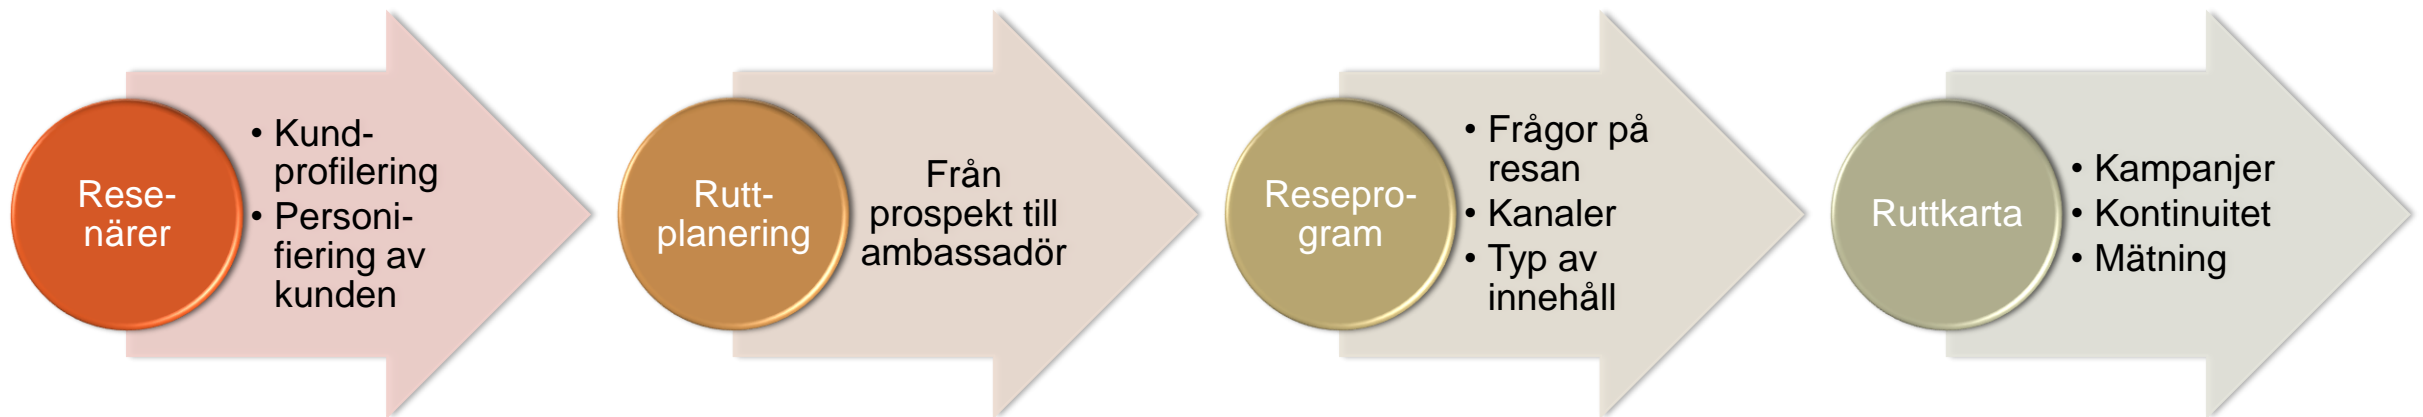 Rese-
närer
• Kund-
profilering
• Personi-
fiering av
kunden
Rutt-
planering
Från
prospekt till
ambassadör
Resepro-
gram
• Frågor på
resan
• Kanaler
• Typ av
innehåll
Ruttkarta
• Kampanjer
• Kontinuitet
• Mätning